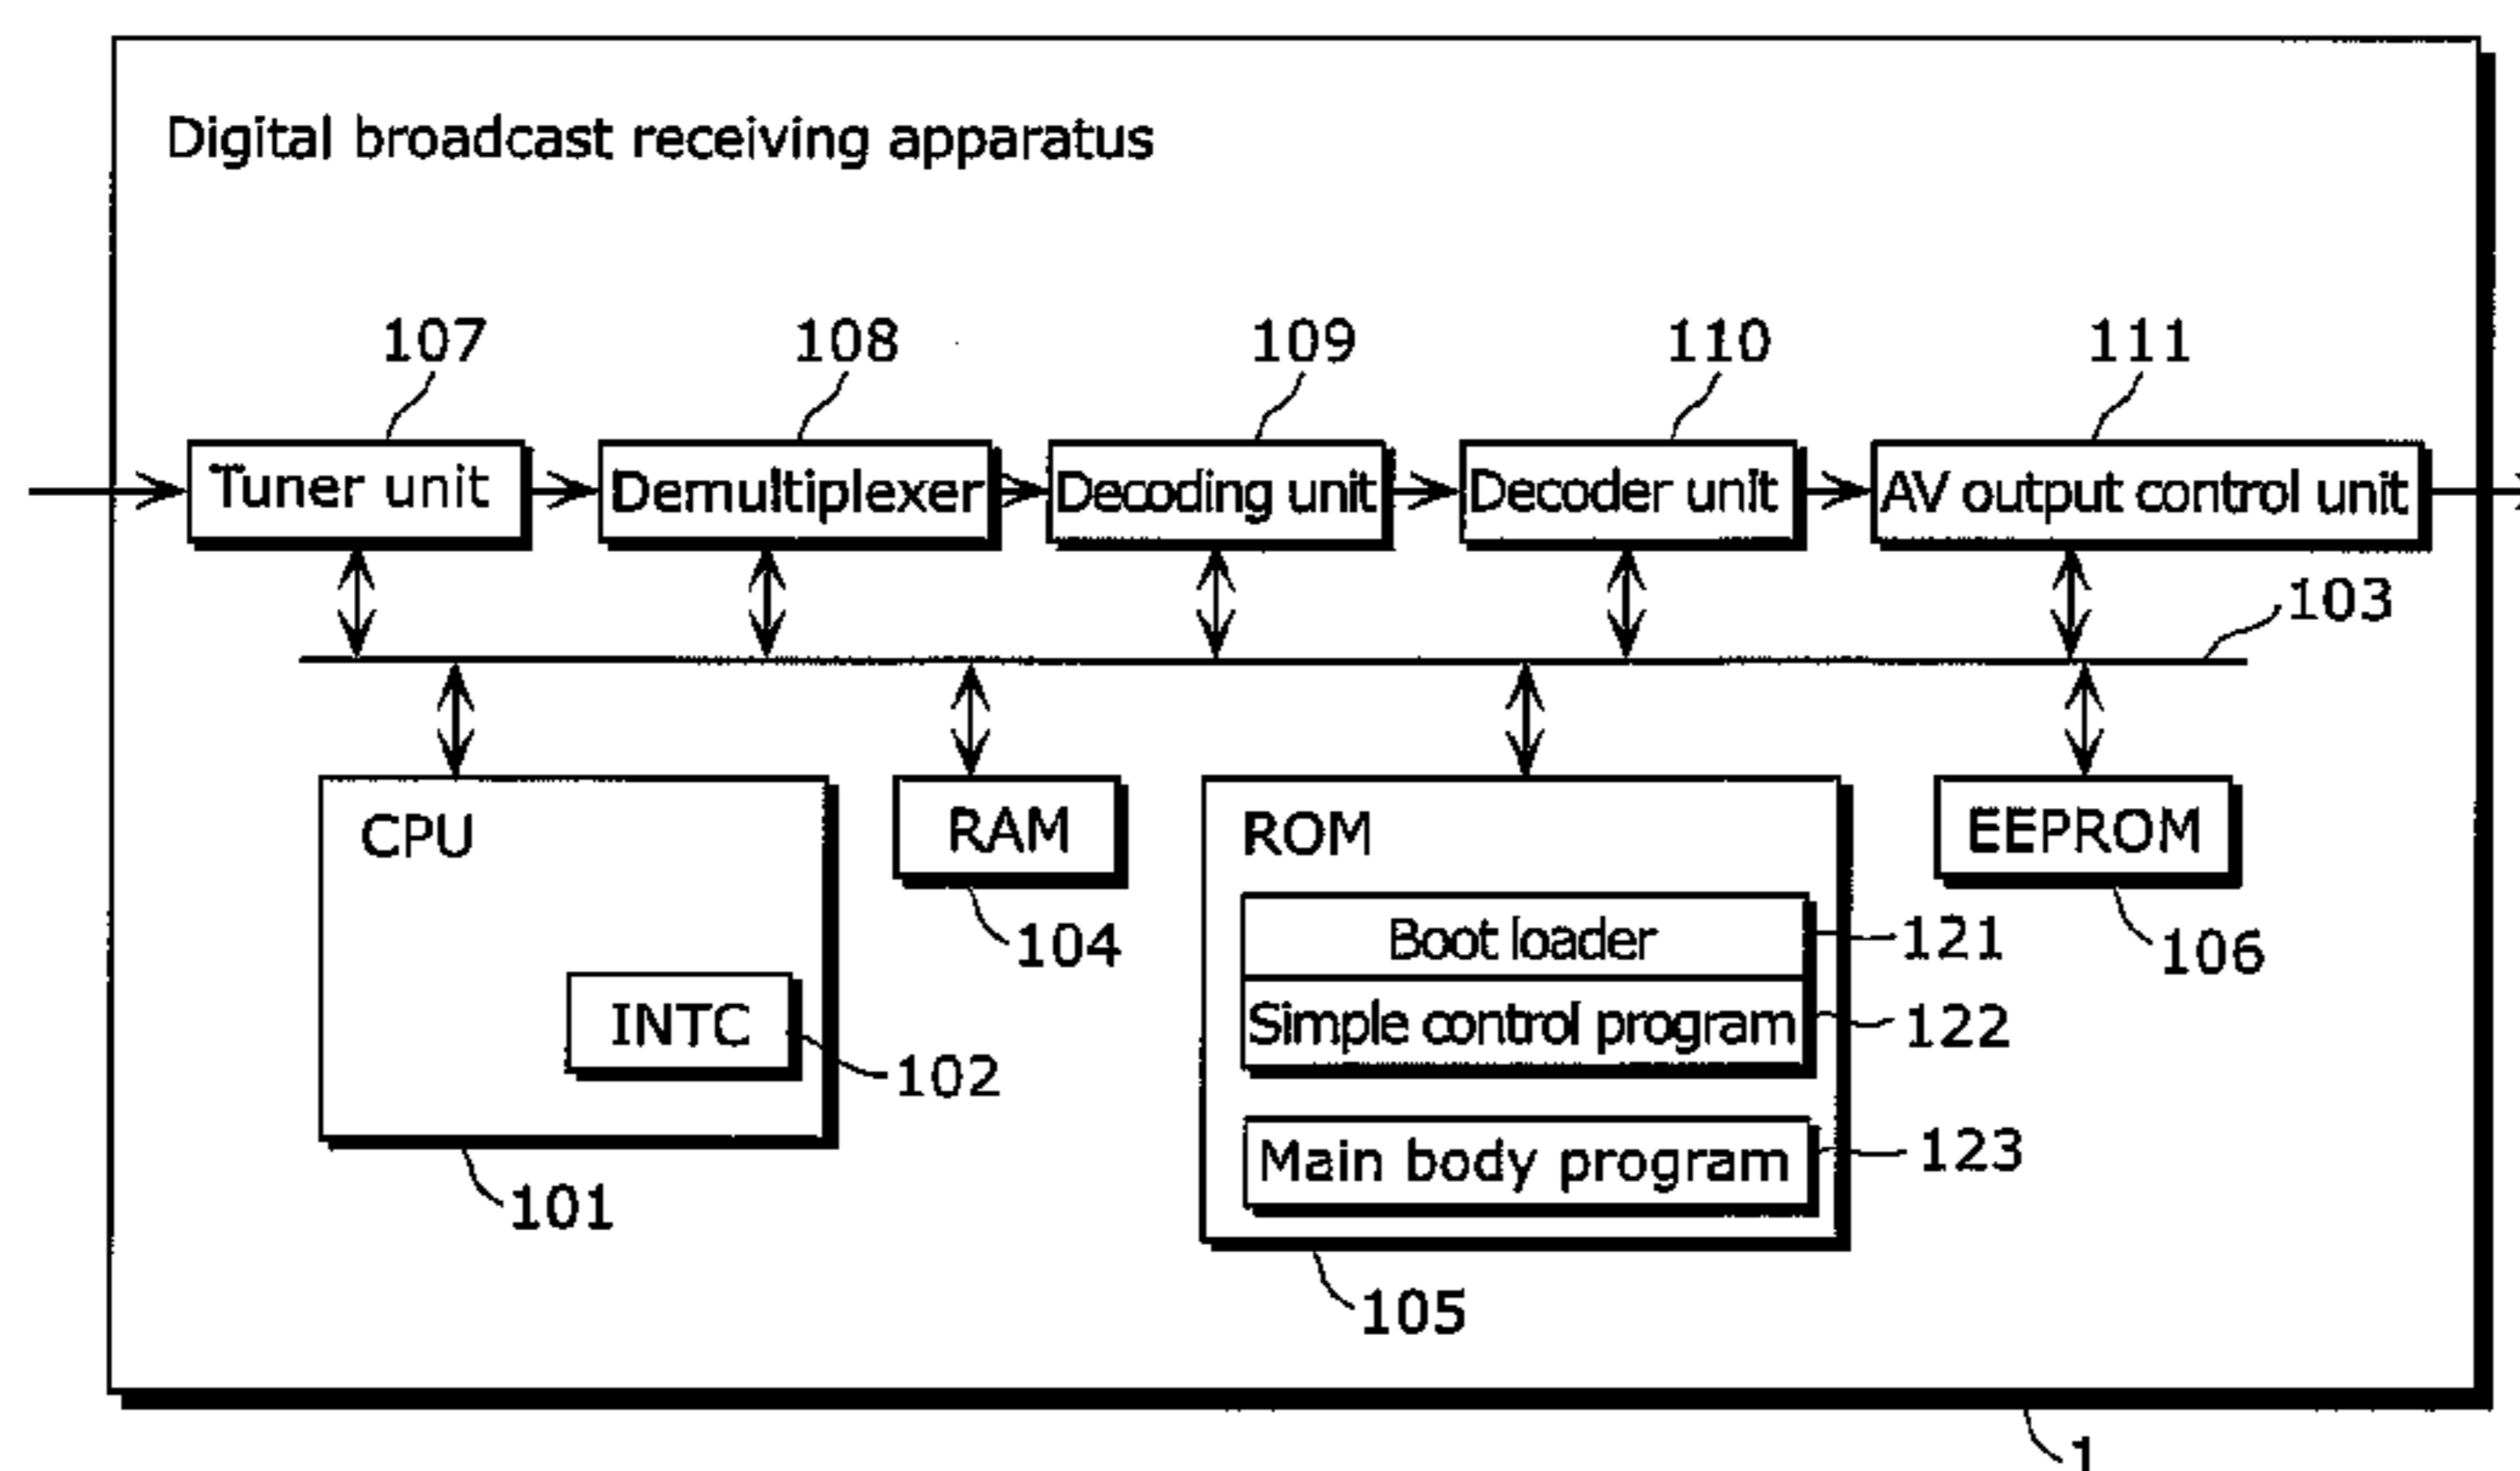 Digital broadcast receiving apparatus
107 108 109 110 111
Tuner unit Demultiplexer Decoding unit Decoder unit AV output control unit
103
CPU RAM ROM EEPROM
104 Boot loader 121 106
INTC Simple control program 122
102
Main body program 123
101
105
1